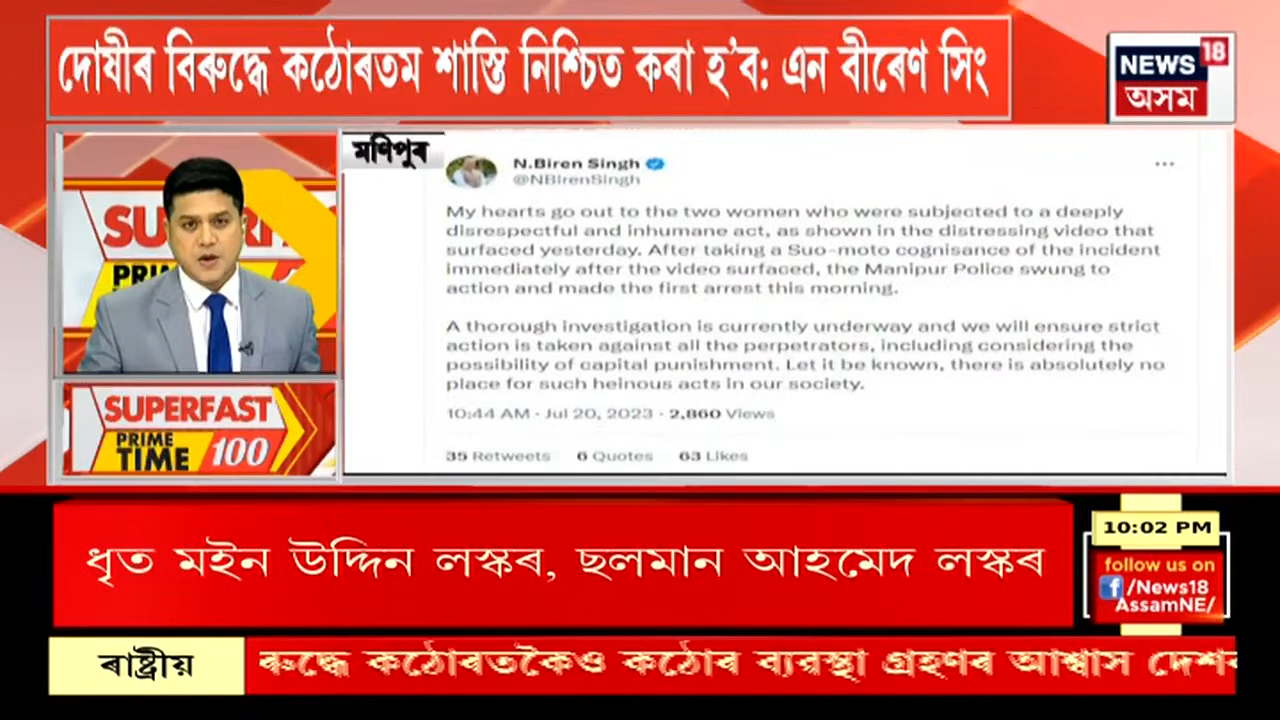 দোষীৰ বিৰুদ্ধে কঠোৰতম শাস্তি নিশ্চিত কৰা হ'ব: এন বীৰেণ সিং
NEWS 18
অসম
মণিপুৰ
N.Biren Singh
@NBirenSingh
My hearts go out to the two women who were subjected to a deeply
disrespectful and inhumane act, as shown in the distressing video that
surfaced yesterday. After taking a Suo-moto cognisance of the incident
immediately after the video surfaced, the Manipur Police swung to
action and made the first arrest this morning.
A thorough investigation is currently underway and we will ensure strict
action is taken against all the perpetrators, including considering the
possibility of capital punishment. Let it be known, there is absolutely no
place for such heinous acts in our society.
10:44 AM · Jul 20, 2023 · 2,860 Views
35 Retweets 6 Quotes 63 Likes
SUPERFAST
PRIME
TIME 100
ধৃত মইন উদ্দিন লস্কৰ, ছলমান আহমেদ লস্কৰ
10:02 PM
follow us on
f/News18
AssamNE/
ৰাষ্ট্ৰীয়
ৰুদ্ধে কঠোৰতকৈও কঠোৰ ব্যৱস্থা গ্ৰহণৰ আশ্বাস